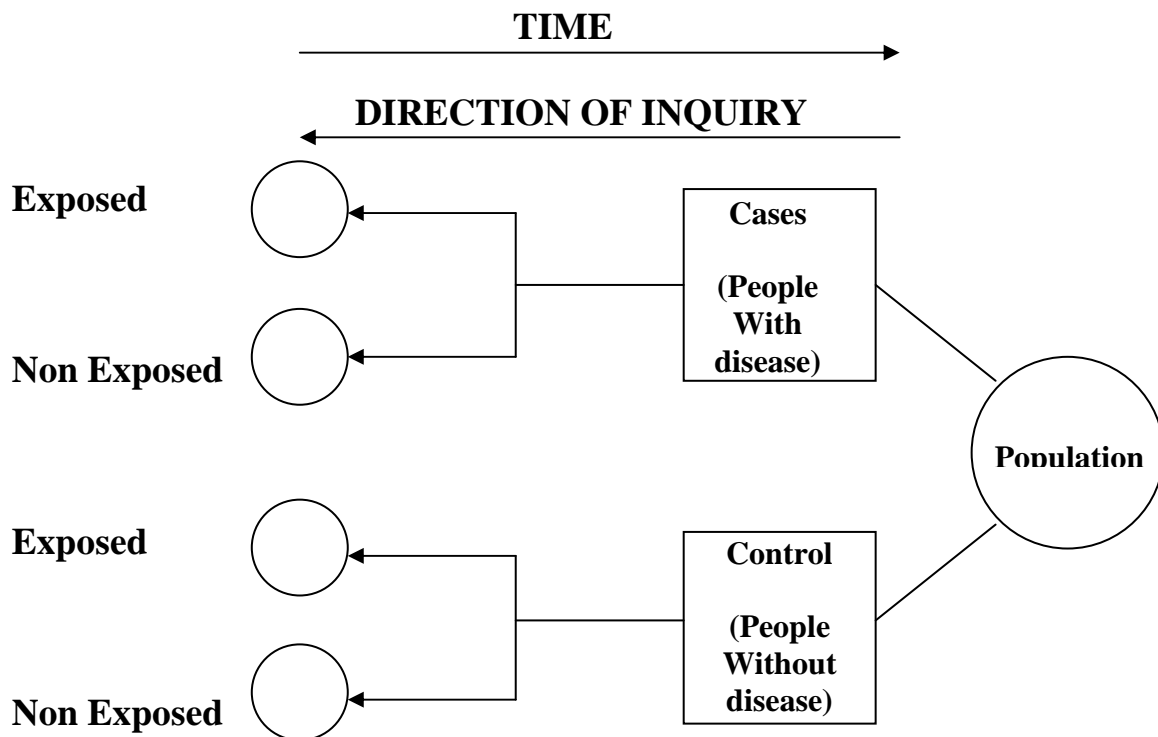 TIME
DIRECTION OF INQUIRY
Exposed
Non Exposed
Cases
(People
With
disease)
Population
Exposed
Non Exposed
Control
(People
Without
disease)